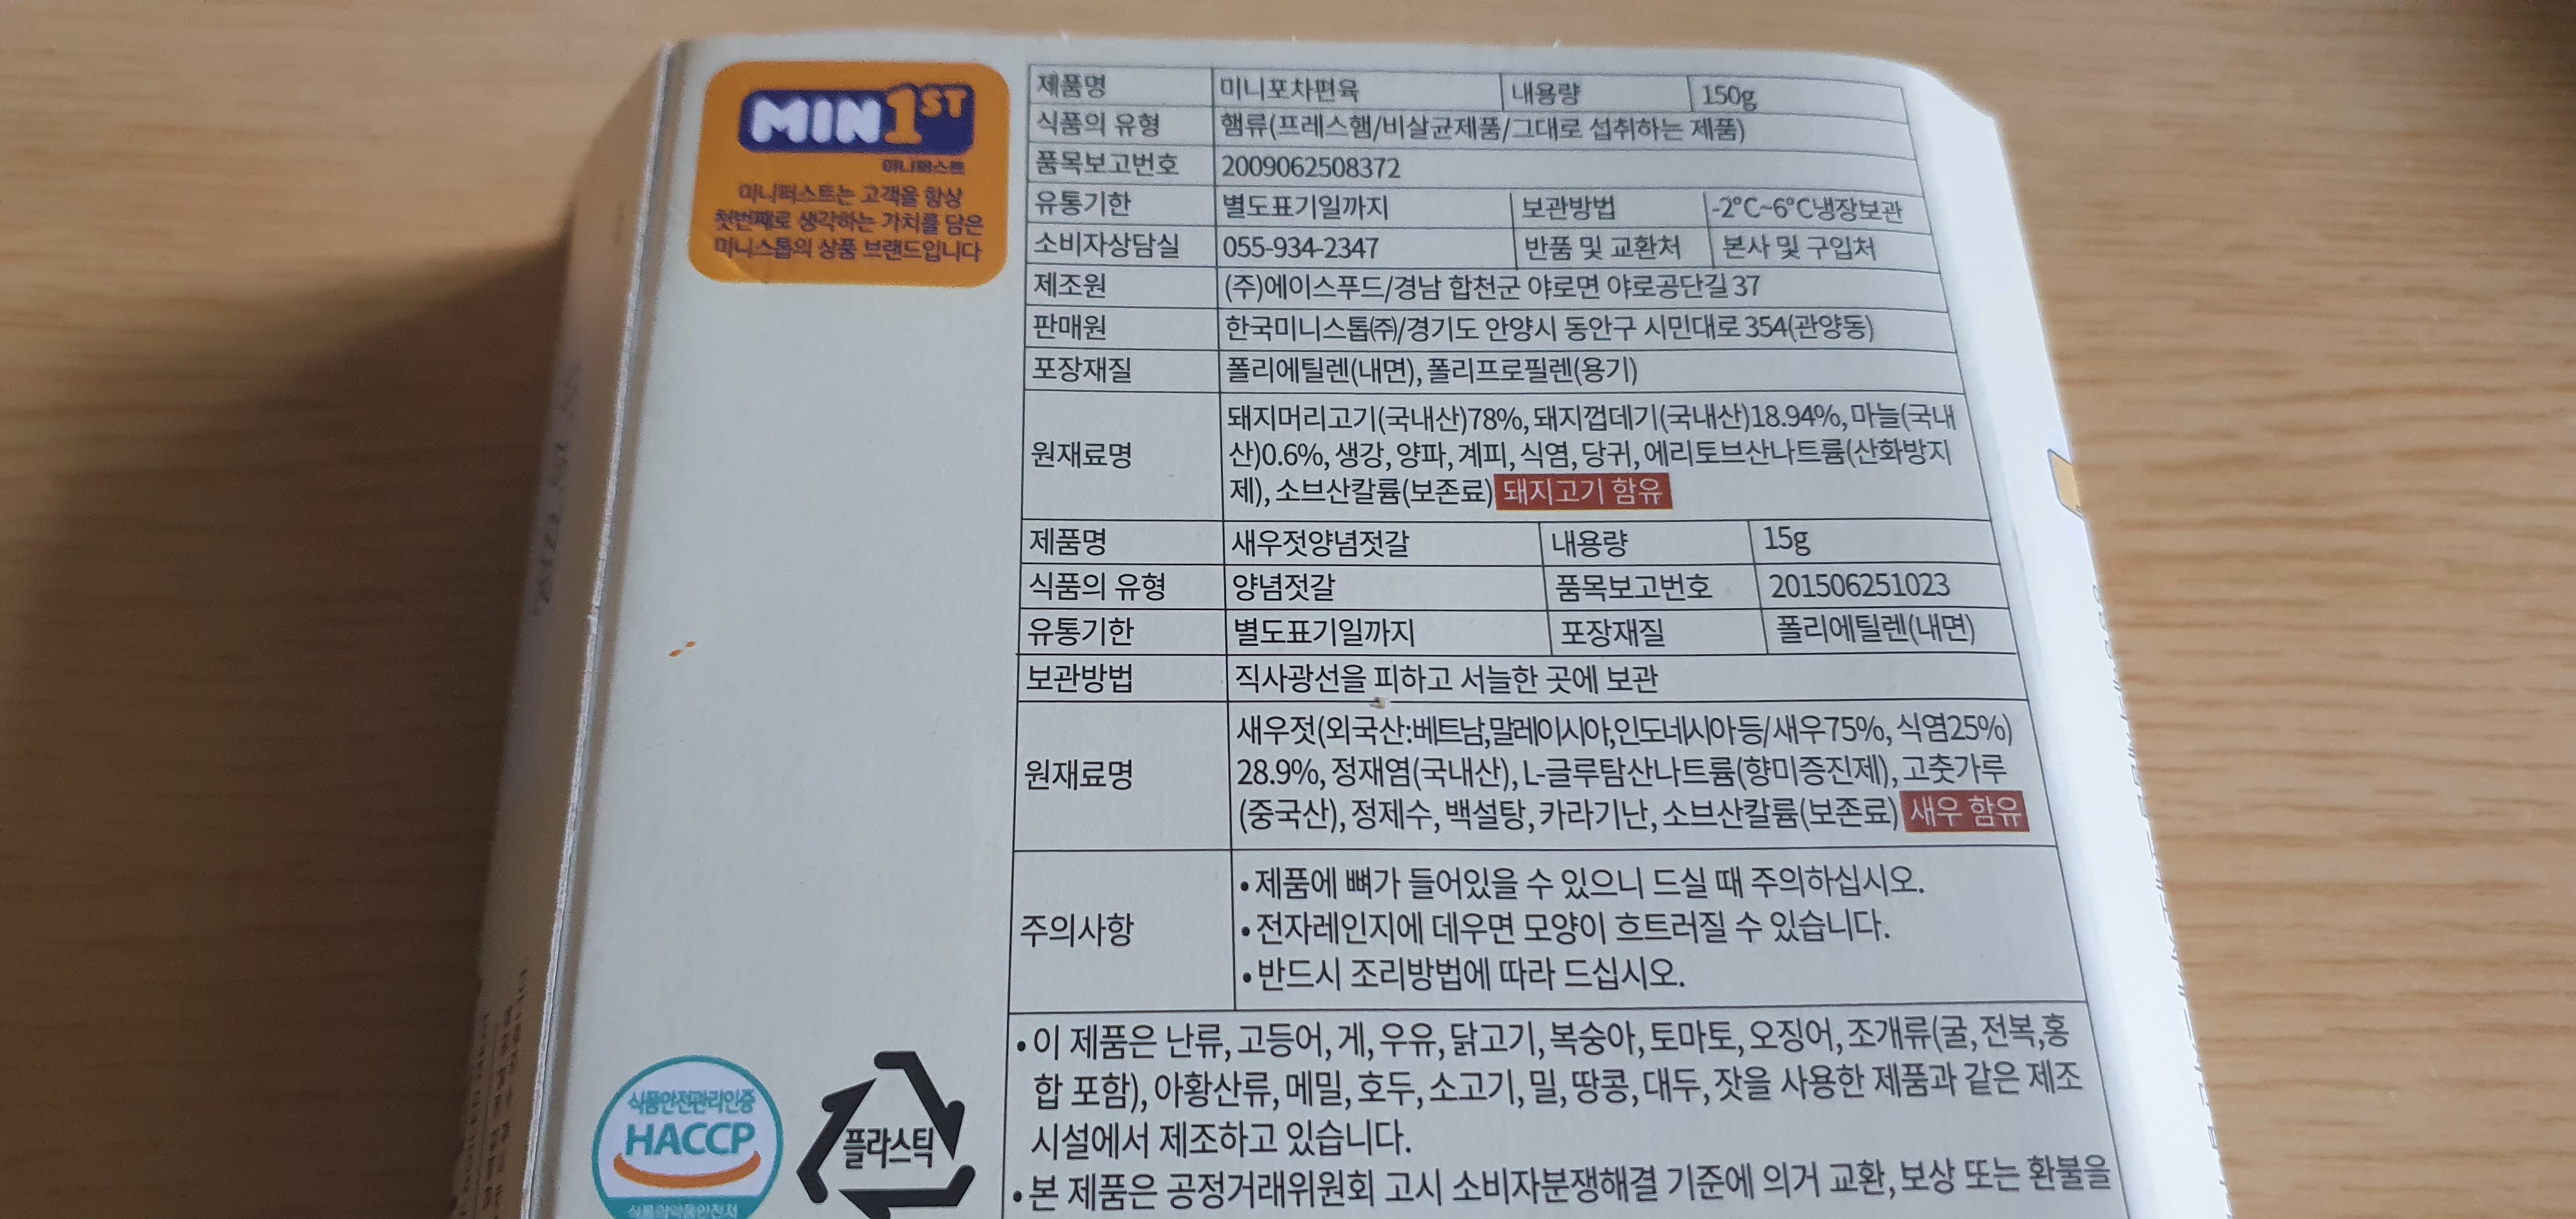 MIN1ST
미니퍼스트
미니퍼스트는 고객을 항상
첫번째로 생각하는 가치를 담은
미니스톱의 상품 브랜드입니다
제품명 미니포차편육 내용량 150g
식품의 유형 햄류(프레스햄/비살균제품/그대로 섭취하는 제품)
품목보고번호 2009062508372
유통기한 별도표기일까지 보관방법 -2°C~6°C냉장보관
소비자상담실 055-934-2347 반품 및 교환처 본사 및 구입처
제조원 (주)에이스푸드/경남 합천군 야로면 야로공단길 37
판매원 한국미니스톱㈜/경기도 안양시 동안구 시민대로 354(관양동)
포장재질 폴리에틸렌(내면), 폴리프로필렌(용기)
원재료명 돼지머리고기(국내산)78%, 돼지껍데기(국내산)18.94%, 마늘(국내
산)0.6%, 생강, 양파, 계피, 식염, 당귀, 에리토브산나트륨(산화방지
제), 소브산칼륨(보존료) 돼지고기 함유
제품명 새우젓양념젓갈 내용량 15g
식품의 유형 양념젓갈 품목보고번호 201506251023
유통기한 별도표기일까지 포장재질 폴리에틸렌(내면)
보관방법 직사광선을 피하고 서늘한 곳에 보관
원재료명 새우젓(외국산:베트남,말레이시아,인도네시아등/새우75%, 식염25%)
28.9%, 정재염(국내산), L-글루탐산나트륨(향미증진제), 고춧가루
(중국산), 정제수, 백설탕, 카라기난, 소브산칼륨(보존료) 새우 함유
주의사항 • 제품에 뼈가 들어있을 수 있으니 드실 때 주의하십시오.
• 전자레인지에 데우면 모양이 흐트러질 수 있습니다.
• 반드시 조리방법에 따라 드십시오.
• 이 제품은 난류, 고등어, 게, 우유, 닭고기, 복숭아, 토마토, 오징어, 조개류(굴, 전복,홍
합 포함), 아황산류, 메밀, 호두, 소고기, 밀, 땅콩, 대두, 잣을 사용한 제품과 같은 제조
시설에서 제조하고 있습니다.
• 본 제품은 공정거래위원회 고시 소비자분쟁해결 기준에 의거 교환, 보상 또는 환불을
식품안전관리인증
HACCP
식품의약품안전처
플라스틱